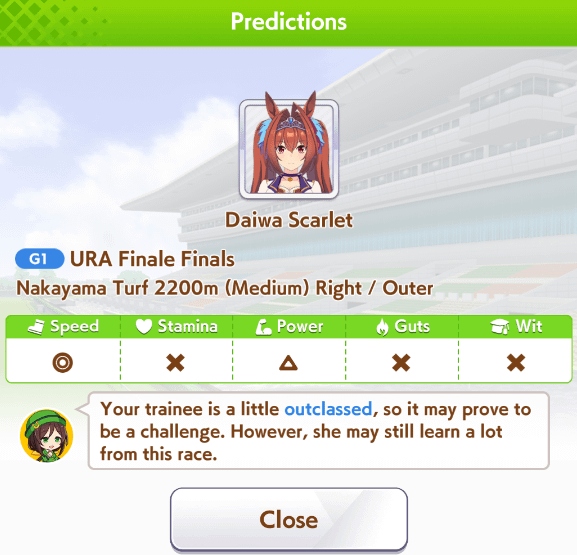 Predictions
Daiwa Scarlet
G1 URA Finale Finals
Nakayama Turf 2200m (Medium) Right / Outer
Speed Stamina Power Guts Wit
◎ ✕ △ ✕ ✕
Your trainee is a little outclassed, so it may prove to
be a challenge. However, she may still learn a lot
from this race.
Close